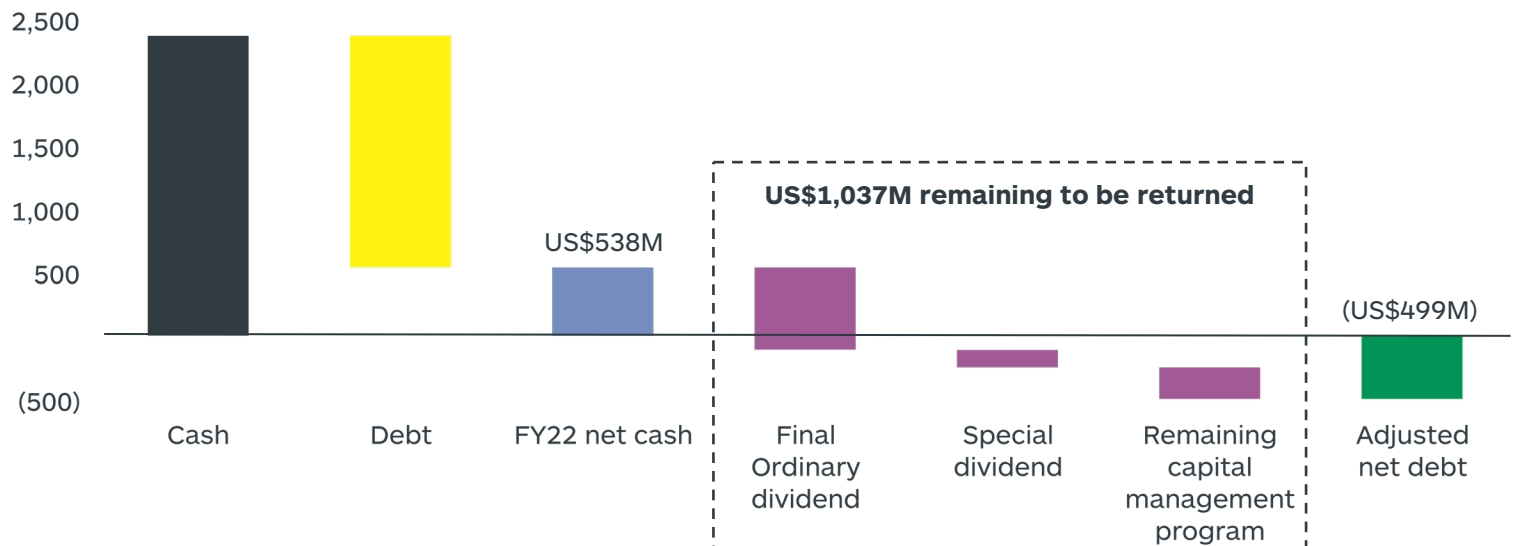 2,500
2,000
1,500
1,000
500
(500)
US$538M
US$1,037M remaining to be returned
(US$499M)
Cash
Debt
FY22 net cash
Final
Ordinary
dividend
Special
dividend
Remaining
capital
management
program
Adjusted
net debt